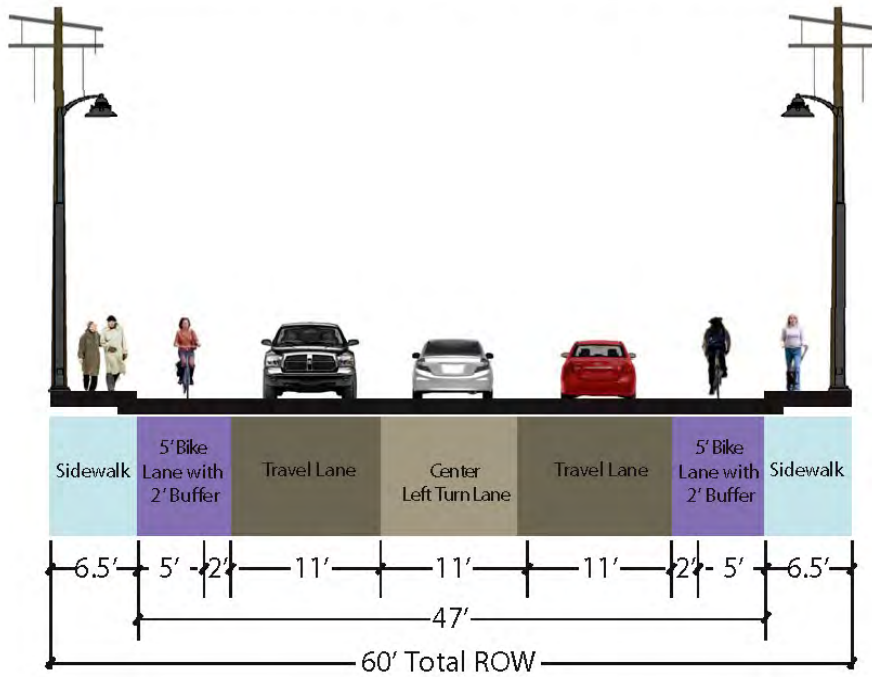 Sidewalk
5' Bike
Lane with
2' Buffer
Travel Lane
Center
Left Turn Lane
Travel Lane
5' Bike
Lane with
2' Buffer
Sidewalk
6.5' 5' 2' 11' 11' 11' 2' 5' 6.5'
47'
60' Total ROW